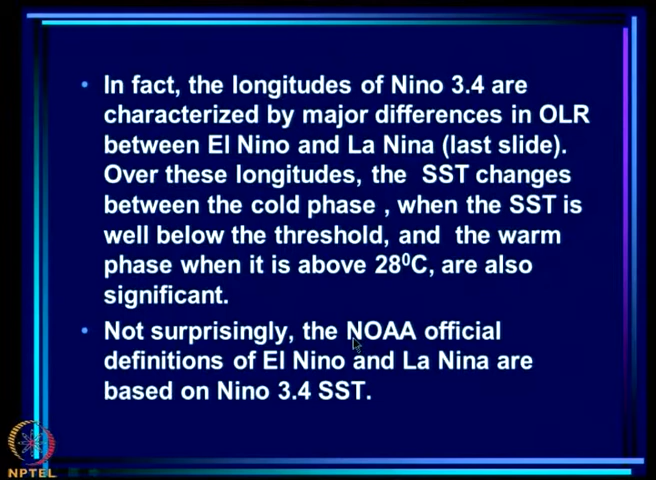 • In fact, the longitudes of Nino 3.4 are
characterized by major differences in OLR
between El Nino and La Nina (last slide).
Over these longitudes, the SST changes
between the cold phase , when the SST is
well below the threshold, and the warm
phase when it is above 28⁰C, are also
significant.
• Not surprisingly, the NOAA official
definitions of El Nino and La Nina are
based on Nino 3.4 SST.
NPTEL